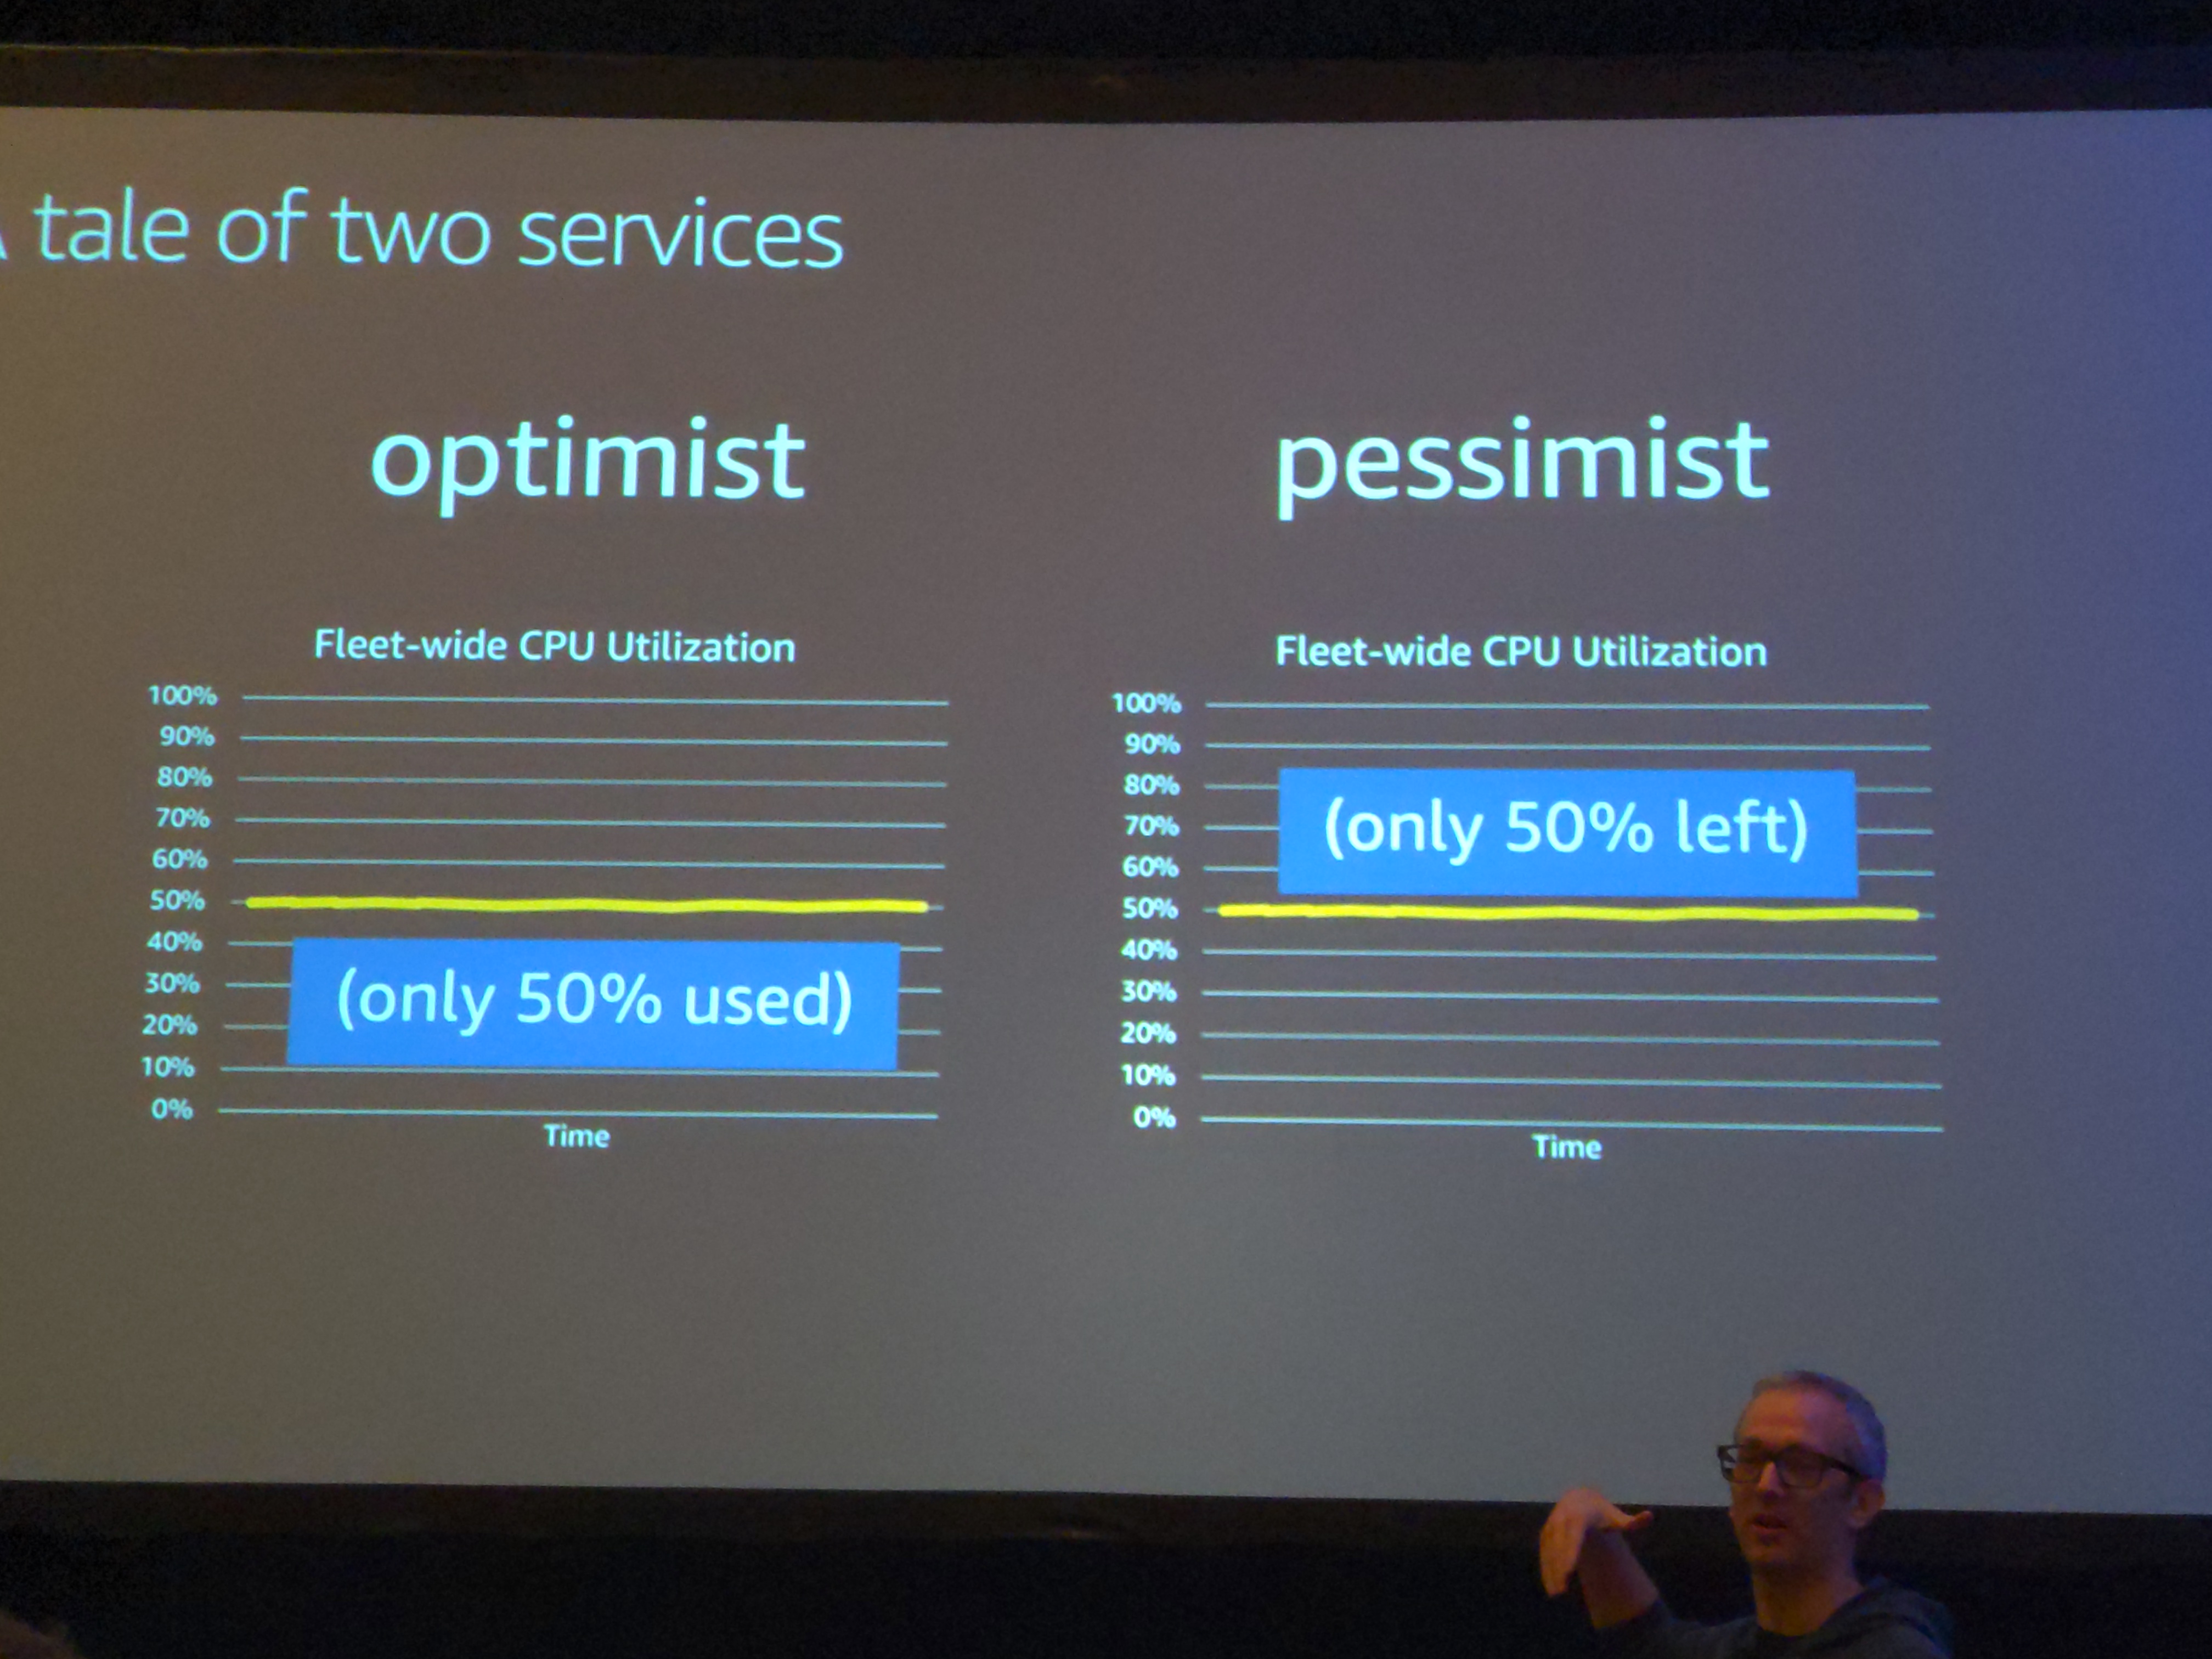 A tale of two services
optimist
pessimist
Fleet-wide CPU Utilization
100%
90%
80%
70%
60%
50%
40%
30%
20%
10%
0%
(only 50% used)
Time
Fleet-wide CPU Utilization
100%
90%
80%
70%
60%
50%
40%
30%
20%
10%
0%
(only 50% left)
Time